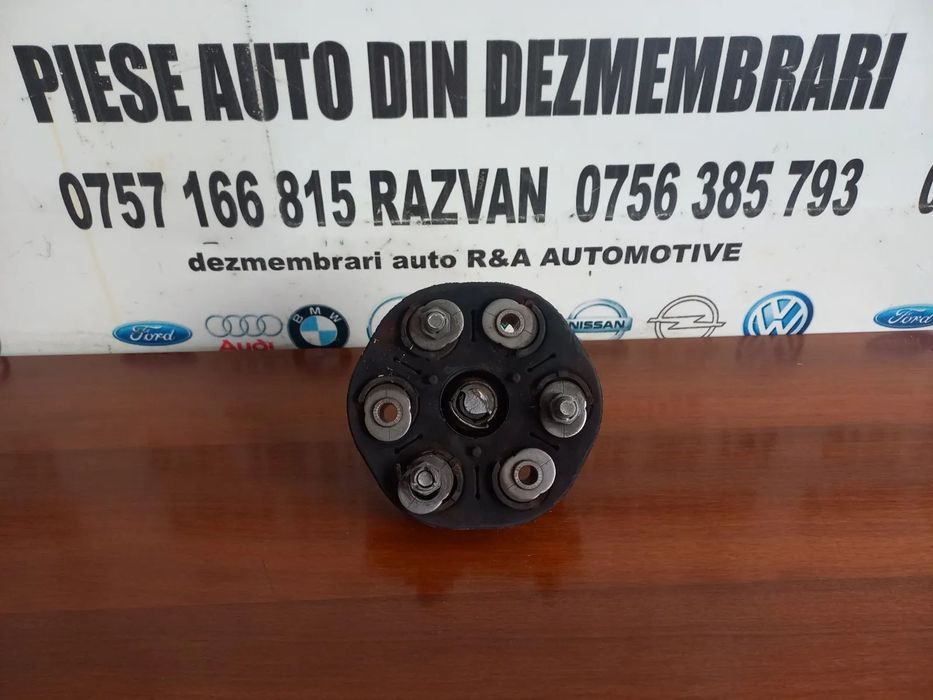 PIESE AUTO DIN DEZMEMBRARI
0757 166 815 RAZVAN 0756 385 793
dezmembrari auto R&A AUTOMOTIVE
Ford Audi BMW NISSAN Ford